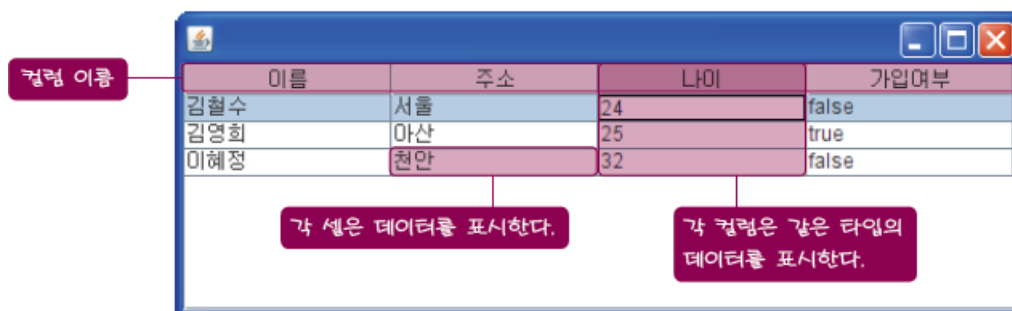 컬럼 이름
이름 주소 나이 가입여부
김철수 서울 24 false
김영희 아산 25 true
이혜정 천안 32 false
각 셀은 데이터를 표시한다.
각 컬럼은 같은 타입의
데이터를 표시한다.